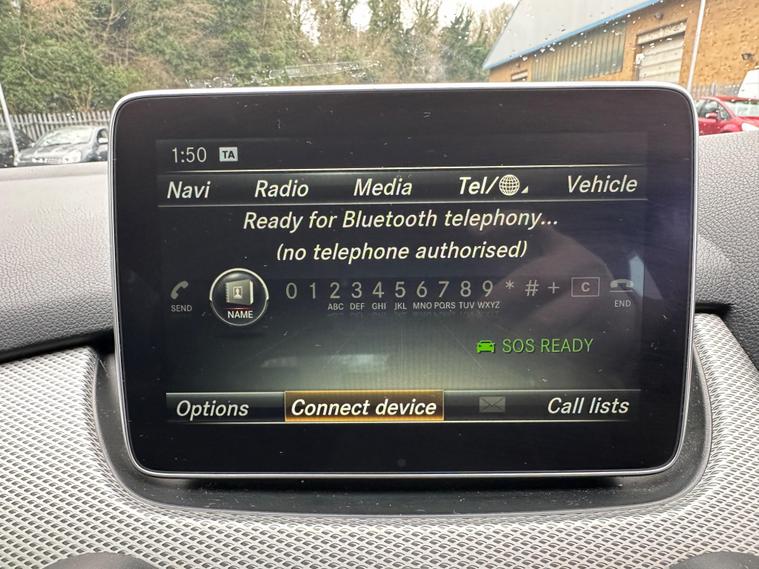 1:50 TA
Navi Radio Media Tel/ Vehicle
Ready for Bluetooth telephony...
(no telephone authorised)
SEND NAME 0 1 2 3 4 5 6 7 8 9 * # + C END
ABC DEF GHI JKL MNO PQRS TUV WXYZ
SOS READY
Options Connect device Call lists